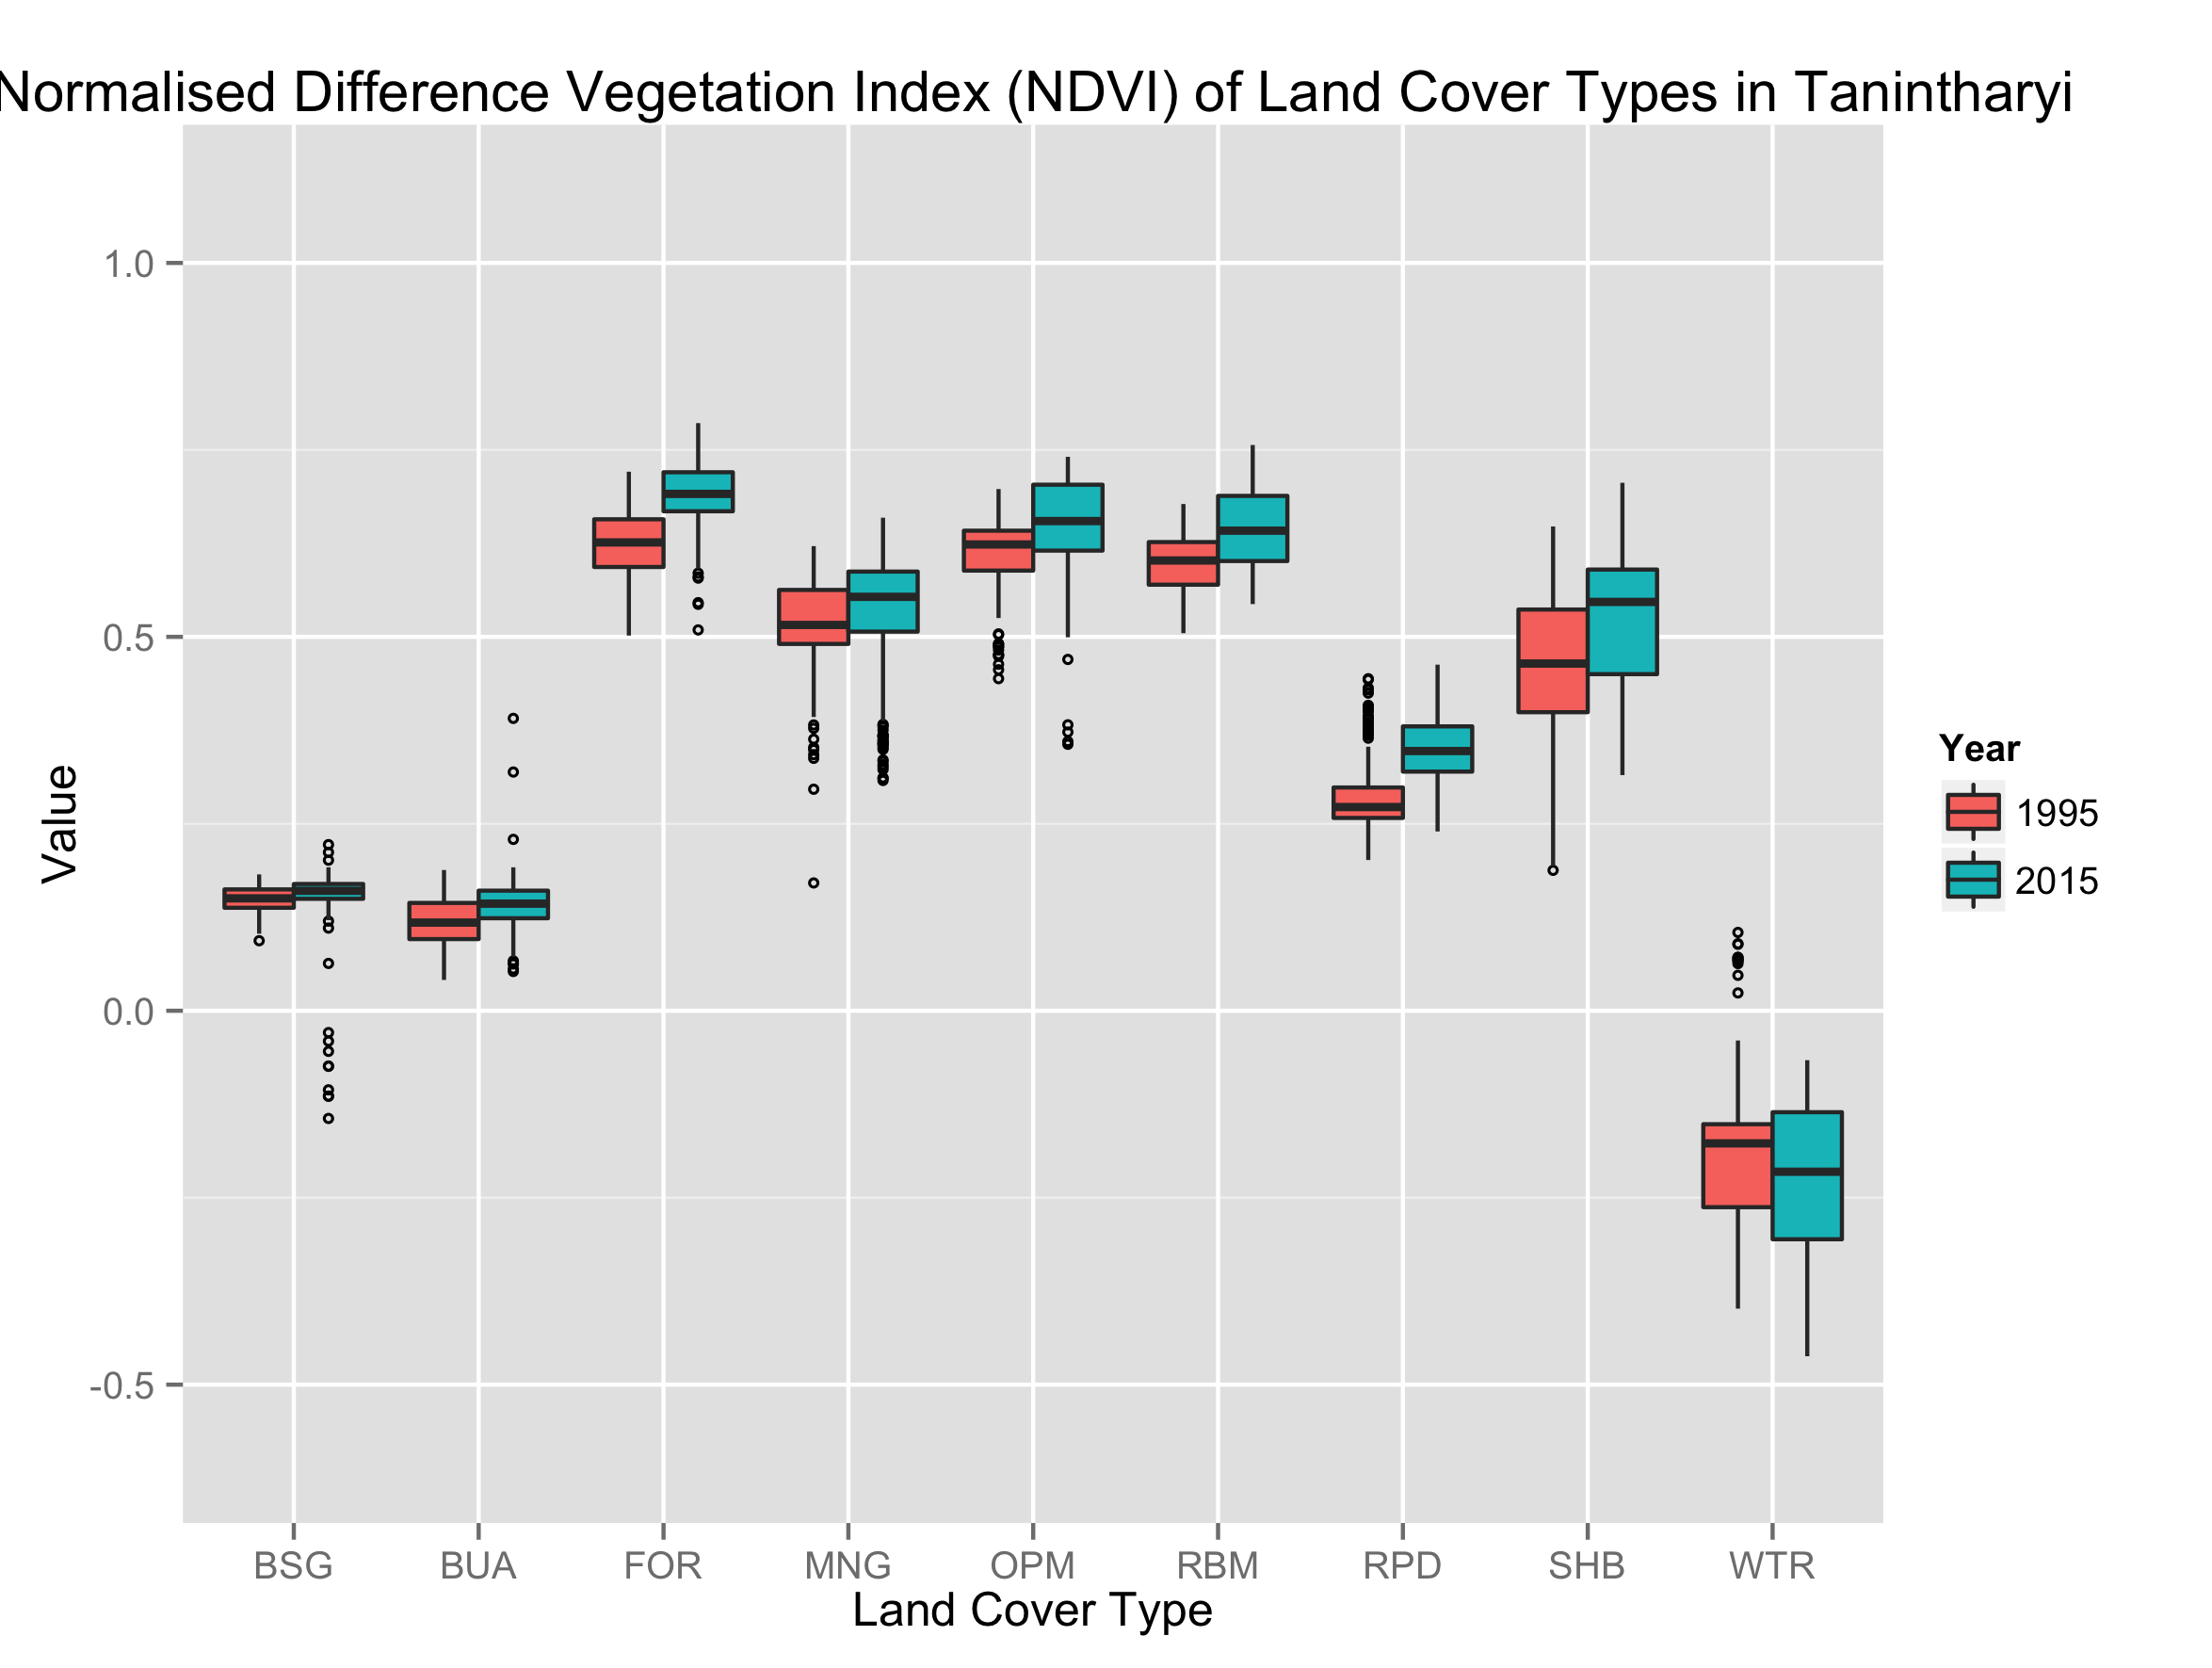 Normalised Difference Vegetation Index (NDVI) of Land Cover Types in Tanintharyi
1.0
0.5
0.0
-0.5
Value
BSG BUA FOR MNG OPM RBM RPD SHB WTR
Land Cover Type
Year
1995
2015